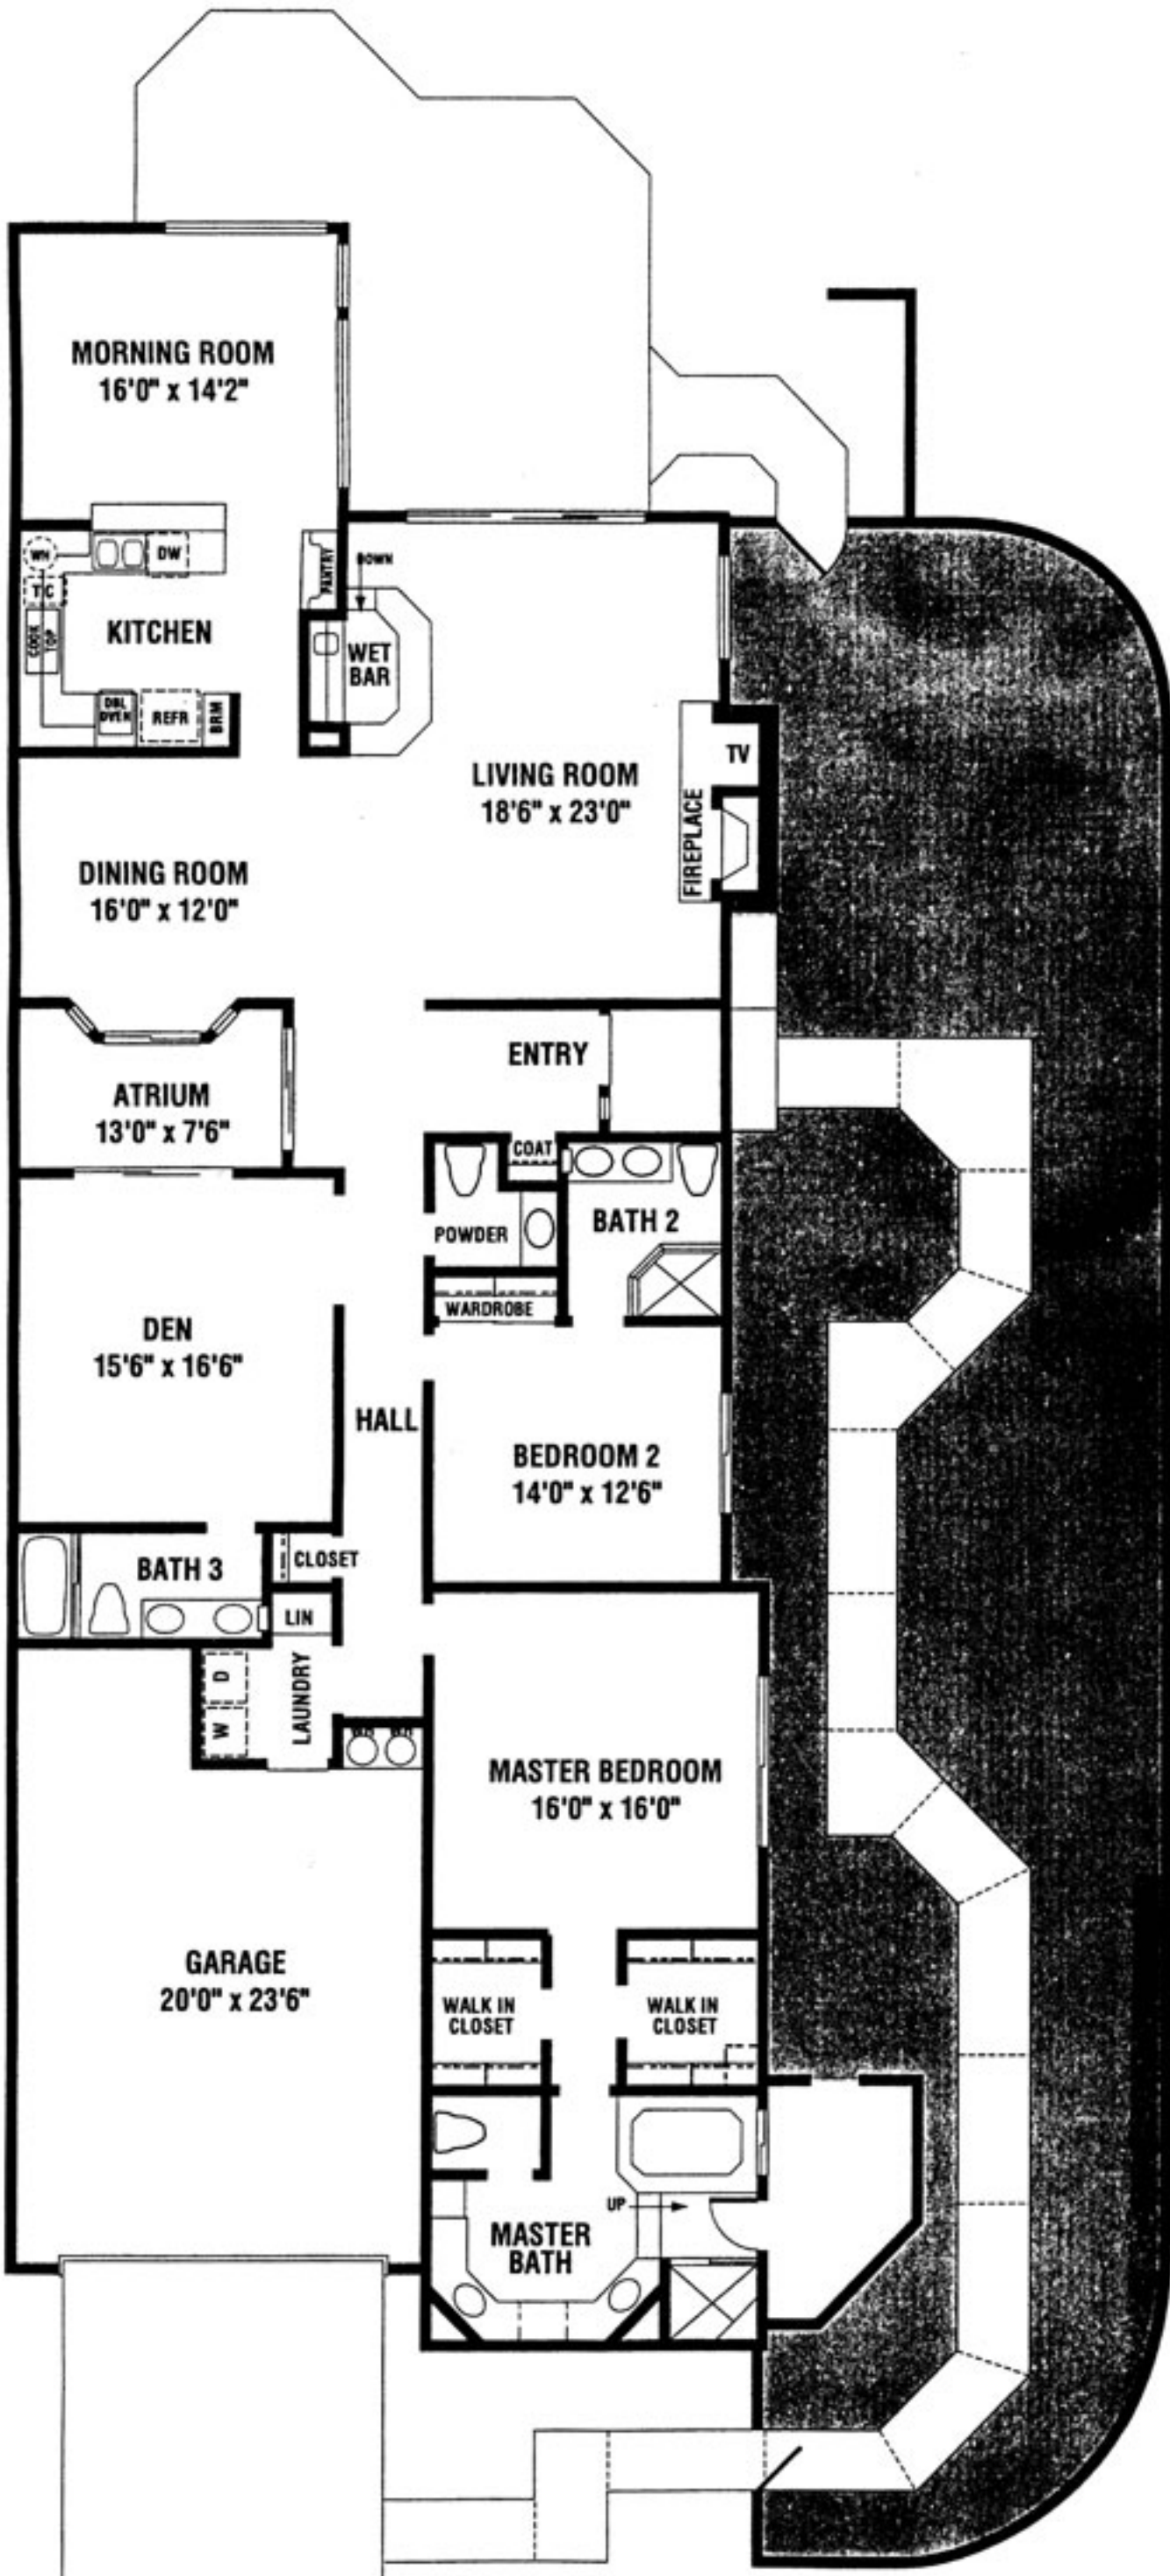 MORNING ROOM
16'0" x 14'2"
WH
DW
T C
COOK
TOP
KITCHEN
PANTRY
DOWN
WET
BAR
DBL
OVEN
REFR
BRM
LIVING ROOM
18'6" x 23'0"
TV
FIREPLACE
DINING ROOM
16'0" x 12'0"
ENTRY
ATRIUM
13'0" x 7'6"
COAT
POWDER
BATH 2
WARDROBE
DEN
15'6" x 16'6"
HALL
BEDROOM 2
14'0" x 12'6"
BATH 3
CLOSET
LIN
D
W
LAUNDRY
WH WH
MASTER BEDROOM
16'0" x 16'0"
GARAGE
20'0" x 23'6"
WALK IN
CLOSET
WALK IN
CLOSET
UP
MASTER
BATH